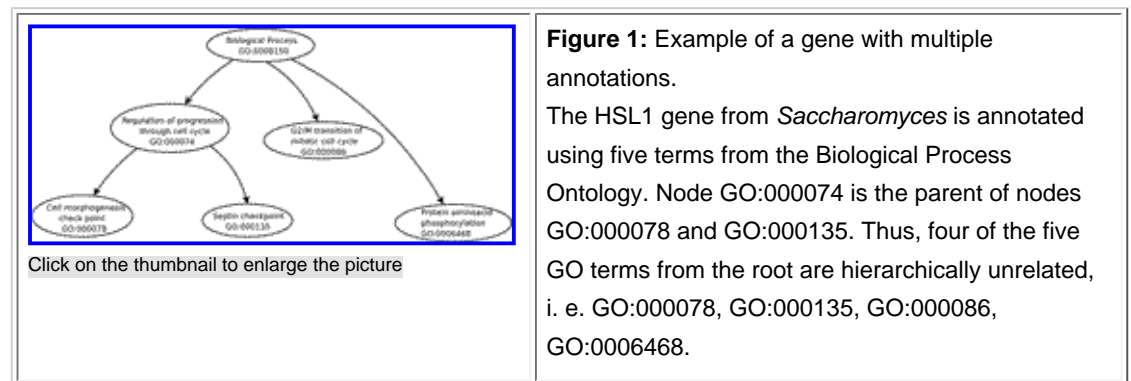 Biological Process
Regulation of progression
through cell cycle
GO:000074
G2/M transition of
mitotic cell cycle
GO:000086
Cell morphogenesis
check point
GO:000078
Septin checkpoint
Protein aminoacid
phosphorylation
GO:0006468
Click on the thumbnail to enlarge the picture
Figure 1: Example of a gene with multiple
annotations.
The HSL1 gene from Saccharomyces is annotated
using five terms from the Biological Process
Ontology. Node GO:000074 is the parent of nodes
GO:000078 and GO:000135. Thus, four of the five
GO terms from the root are hierarchically unrelated,
i. e. GO:000078, GO:000135, GO:000086,
GO:0006468.